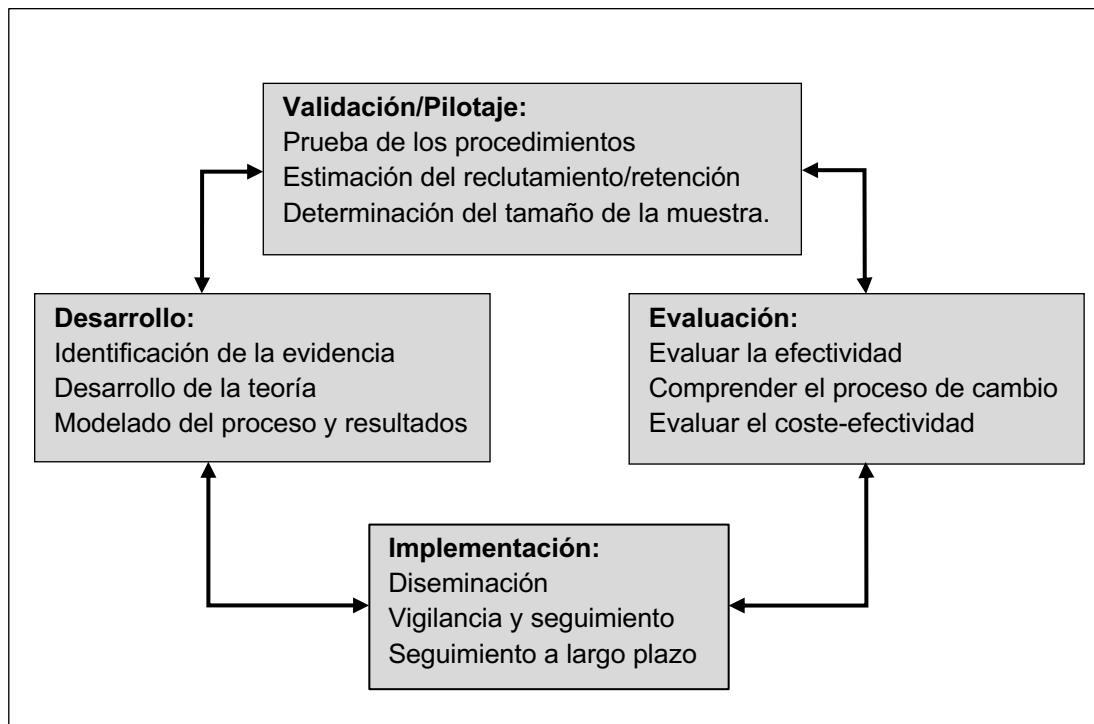 Validación/Pilotaje:
Prueba de los procedimientos
Estimación del reclutamiento/retención
Determinación del tamaño de la muestra.
Desarrollo:
Identificación de la evidencia
Desarrollo de la teoría
Modelado del proceso y resultados
Evaluación:
Evaluar la efectividad
Comprender el proceso de cambio
Evaluar el coste-efectividad
Implementación:
Diseminación
Vigilancia y seguimiento
Seguimiento a largo plazo